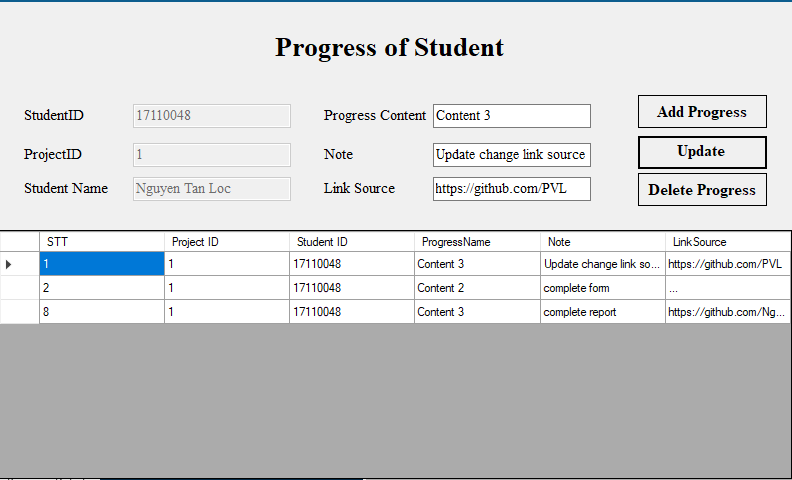 Progress of Student
StudentID 17110048 Progress Content Content 3 Add Progress
ProjectID 1 Note Update change link source Update
Student Name Nguyen Tan Loc Link Source https://github.com/PVL Delete Progress
STT Project ID Student ID ProgressName Note LinkSource
1 1 17110048 Content 3 Update change link so... https://github.com/PVL
2 1 17110048 Content 2 complete form ...
8 1 17110048 Content 3 complete report https://github.com/Ng...